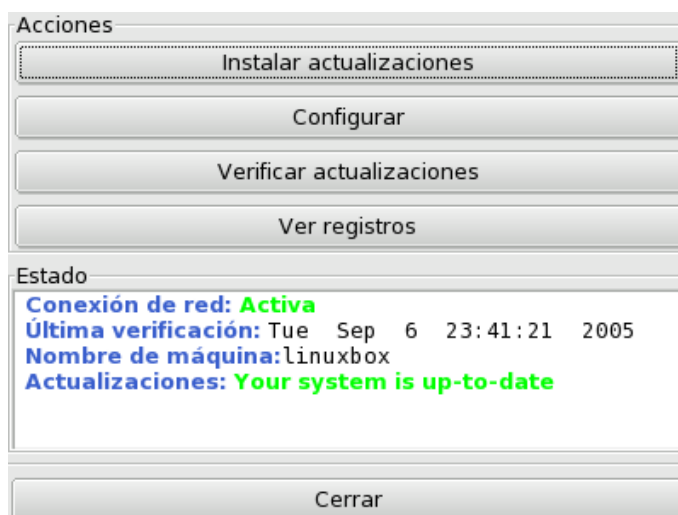 Acciones
Instalar actualizaciones
Configurar
Verificar actualizaciones
Ver registros
Estado
Conexión de red: Activa
Última verificación: Tue Sep 6 23:41:21 2005
Nombre de máquina:linuxbox
Actualizaciones: Your system is up-to-date
Cerrar